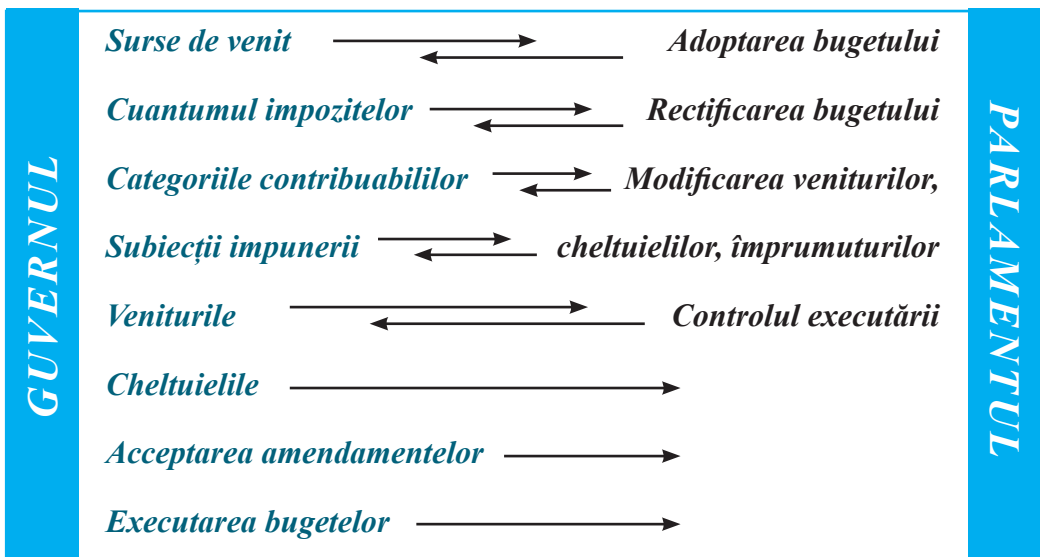 GUVERNUL
Surse de venit Adoptarea bugetului
Cuantumul impozitelor Rectificarea bugetului
Categoriile contribuabililor Modificarea veniturilor,
Subiecții impunerii cheltuielilor, împrumuturilor
Veniturile Controlul executării
Cheltuielile
Acceptarea amendamentelor
Executarea bugetelor
PARLAMENTUL